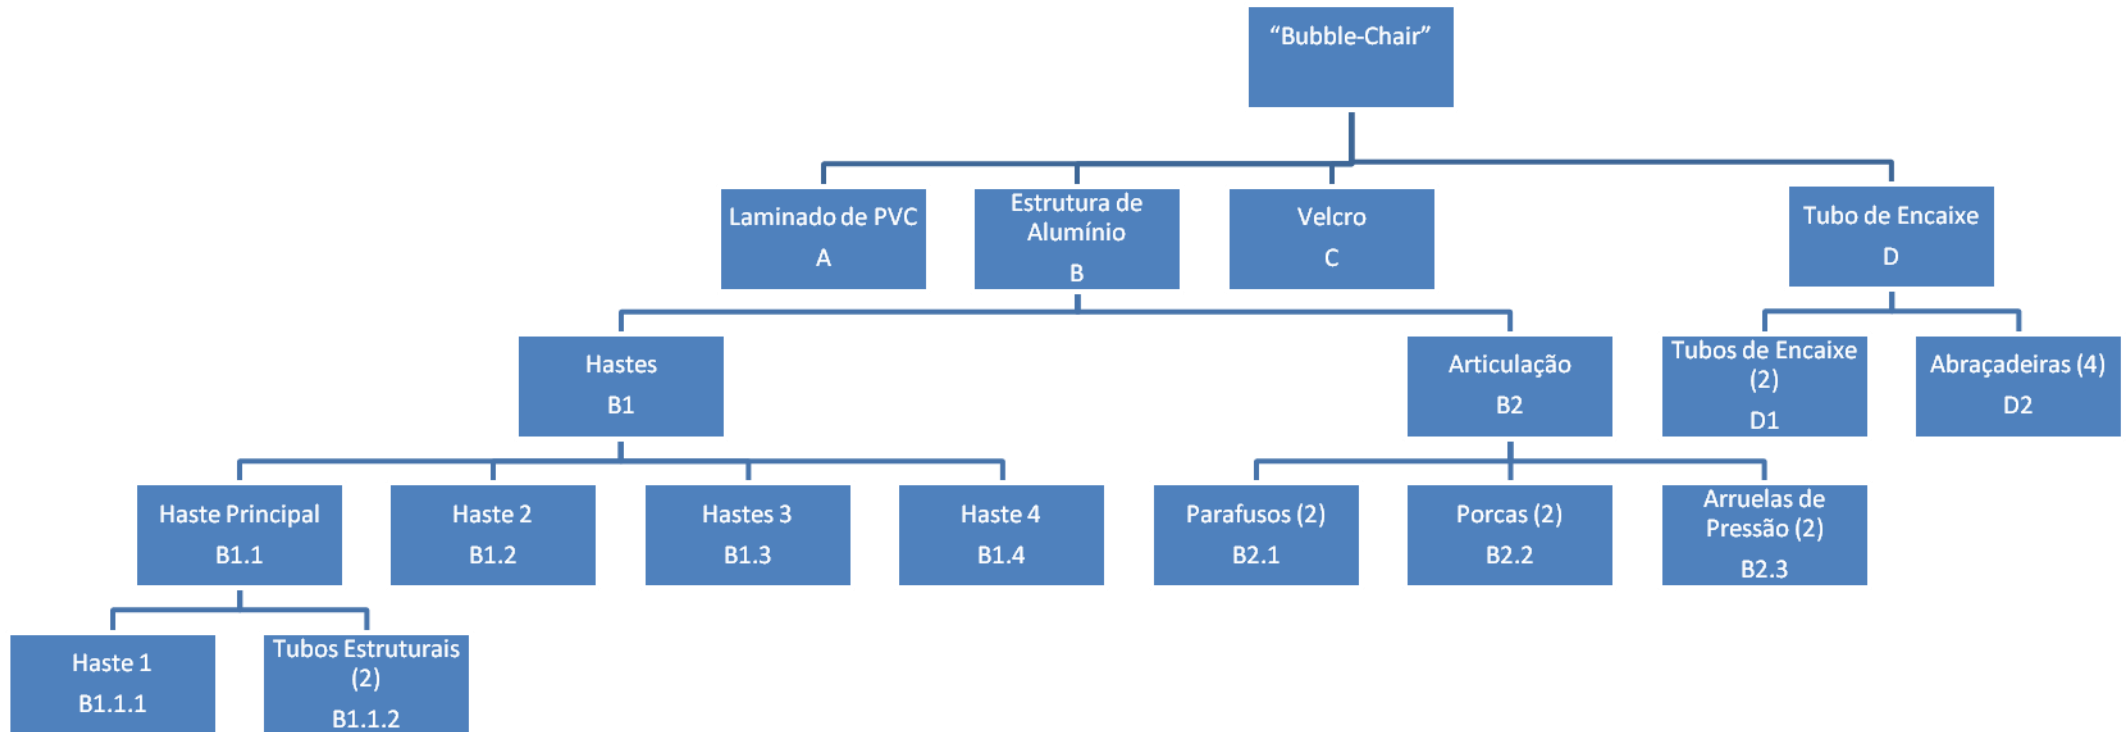 “Bubble-Chair”
Laminado de PVC
A
Estrutura de
Alumínio
B
Velcro
C
Tubo de Encaixe
D
Hastes
B1
Articulação
B2
Tubos de Encaixe
(2)
D1
Abraçadeiras (4)
D2
Haste Principal
B1.1
Haste 2
B1.2
Hastes 3
B1.3
Haste 4
B1.4
Parafusos (2)
B2.1
Porcas (2)
B2.2
Arruelas de
Pressão (2)
B2.3
Haste 1
B1.1.1
Tubos Estruturais
(2)
B1.1.2